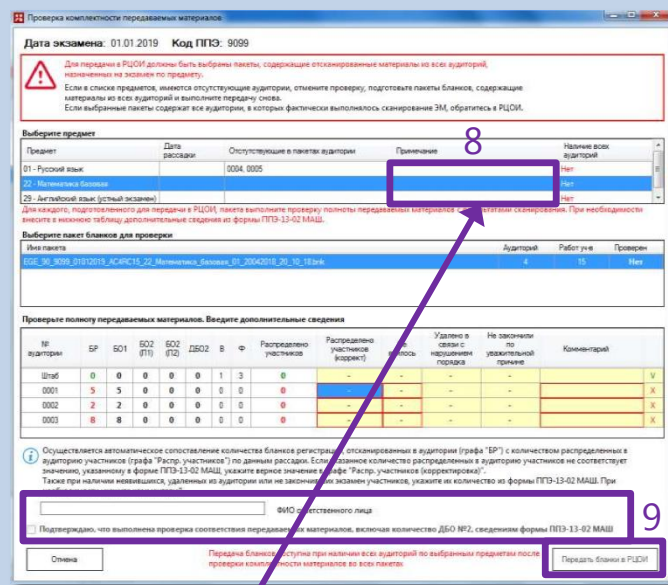 Проверка комплектности передаваемых материалов
Дата экзамена: 01.01.2019 Код ППЭ: 9099
Для передачи в РЦОИ должны быть выбраны пакеты, содержащие отсканированные материалы из всех аудиторий,
назначенных на экзамен по предмету.
Если в списке предметов, имеются отсутствующие аудитории, отмените проверку, подготовьте пакеты бланков, содержащие
материалы из всех аудиторий и выполните передачу снова.
Если выбранные пакеты содержат все аудитории, в которых фактически выполнялось сканирование ЭМ, обратитесь в РЦОИ.
Выберите предмет
8
Предмет Дата рассадки Отсутствующие в пакетах аудитории Примечание Наличие всех аудиторий
01 - Русский язык 0004, 0005 Нет
22 - Математика базовая Нет
29 - Английский язык (устный экзамен) Нет
Для каждого, подготовленного для передачи в РЦОИ, пакета выполните проверку полноты передаваемых материалов с результатами сканирования. При необходимости
внесите в нижнюю таблицу дополнительные сведения из формы ППЭ-13-02 МАШ.
Выберите пакет бланков для проверки
Имя пакета Аудиторий Работ уч-в Проверен
EGE_90_9099_01012019_AC4RC15_22_Математика_базовая_01_20042018_20_10_18.bnk 4 15 Нет
Проверьте полноту передаваемых материалов. Введите дополнительные сведения
№ аудитории БР БО1 БО2 (П1) БО2 (П2) ДБО2 В Ф Распределено участников Распределено участников (коррект) Удалено в связи с нарушением порядка Не закончили по уважительной причине Комментарий
Штаб 0 0 0 0 0 1 3 0 - - - - V
0001 5 5 0 0 0 0 0 0 - - - - X
0002 2 2 0 0 0 0 0 0 - - - - X
0003 8 8 0 0 0 0 0 0 - - - - X
Осуществляется автоматическое сопоставление количества бланков регистрации, отсканированных в аудитории (графа "БР") с количеством распределенных в
аудиторию участников (графа "Распр. участников") по данным рассадки. Если указанное количество распределенных в аудиторию участников не соответствует
значению, указанному в форме ППЭ-13-02 МАШ, укажите верное значение в графе "Распр. участников (корректировка)".
Также при наличии неявившихся, удаленных из аудитории или не закончивших экзамен участников, укажите их количество из формы ППЭ-13-02 МАШ. При
ФИО ответственного лица
9
Подтверждаю, что выполнена проверка соответствия передаваемых материалов, включая количество ДБО №2, сведениям формы ППЭ-13-02 МАШ
Отмена
Передача бланков доступна при наличии всех аудиторий по выбранным предметам после
проверки комплектности материалов во всех пакетах
Передать бланки в РЦОИ